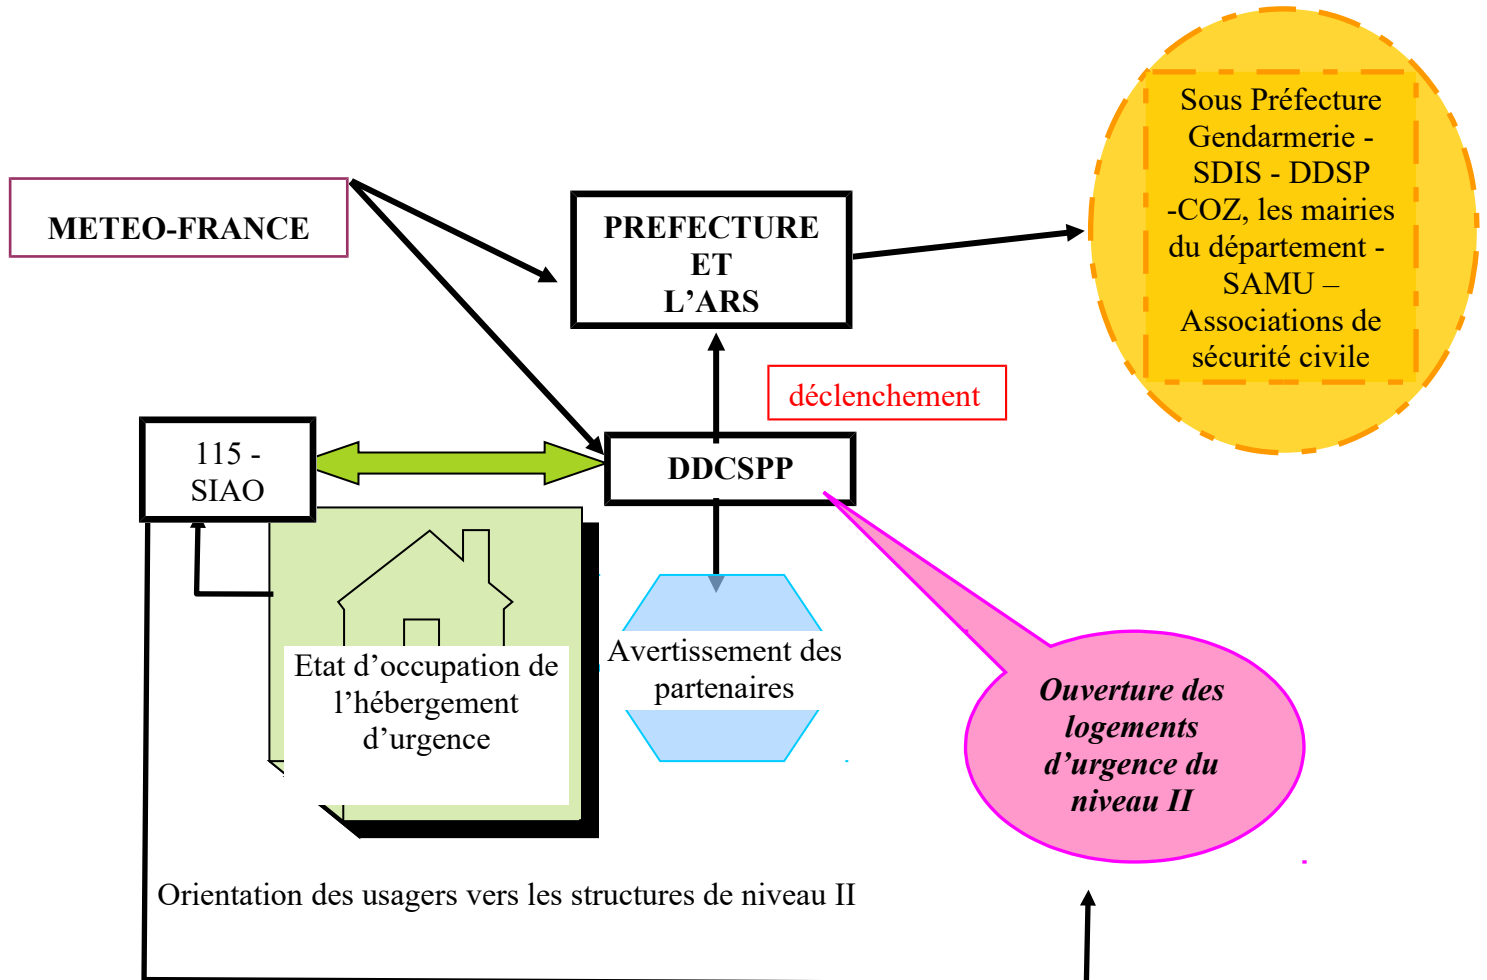 Sous Préfecture
Gendarmerie -
SDIS - DDSP
-COZ, les mairies
du département -
SAMU –
Associations de
sécurité civile
METEO-FRANCE
PREFECTURE
ET
L’ARS
déclenchement
115 -
SIAO
DDCSPP
Etat d’occupation de
l’hébergement
d’urgence
Avertissement des
partenaires
Ouverture des
logements
d’urgence du
niveau II
Orientation des usagers vers les structures de niveau II